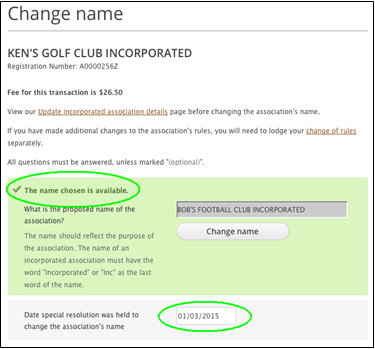 Change name
KEN'S GOLF CLUB INCORPORATED
Registration Number: A0000256Z
Fee for this transaction is $26.50
View our Update incorporated association details page before changing the association's name.
If you have made additional changes to the association's rules, you will need to lodge your change of rules
separately.
All questions must be answered, unless marked "(optional)".
The name chosen is available.
What is the proposed name of the
association?
BOB'S FOOTBALL CLUB INCORPORATED
Change name
The name should reflect the purpose of
the association. The name of an
incorporated association must have the
word "Incorporated" or "Inc" as the last
word of the name.
Date special resolution was held to
change the association's name
01/03/2015